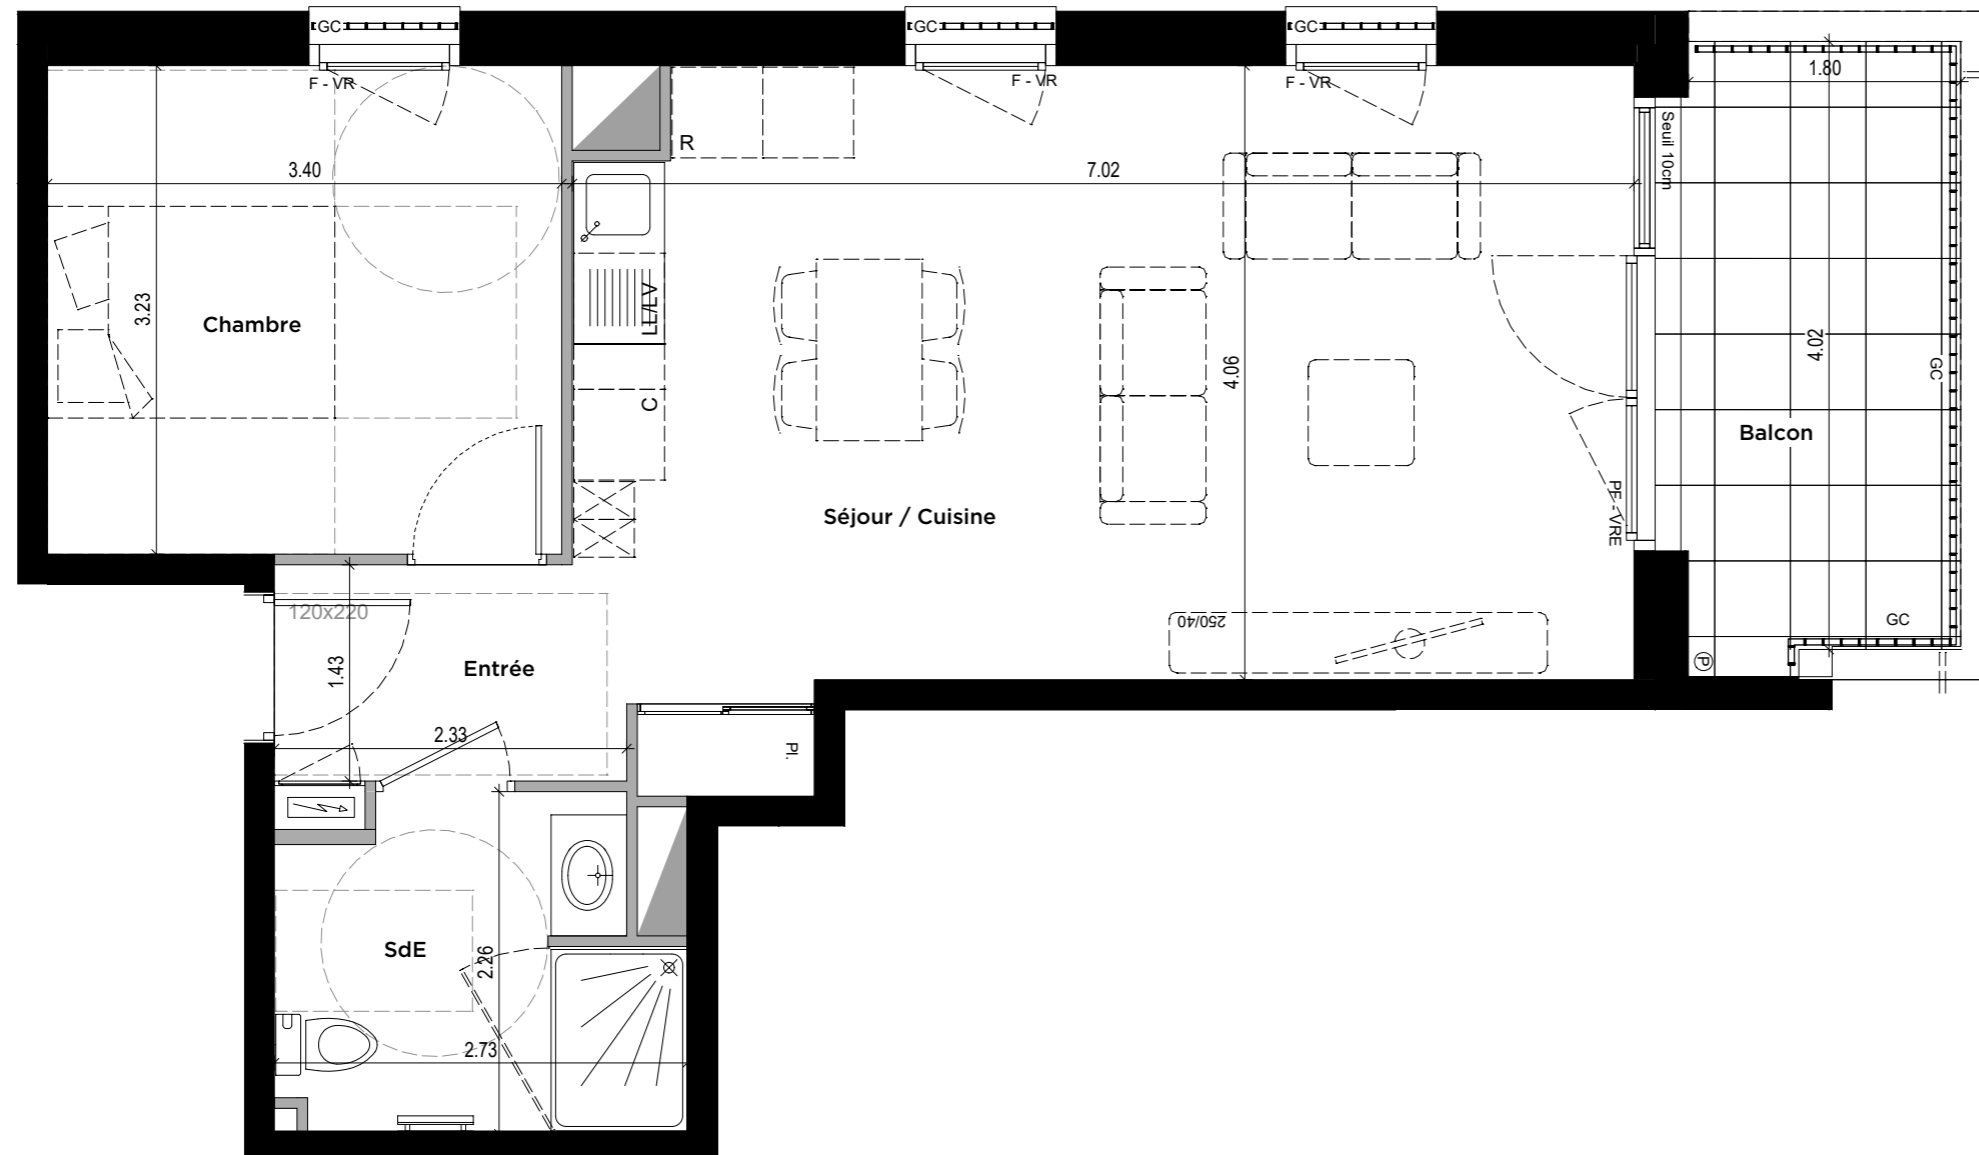 GC
GC
GC
F - VR
F - VR
F - VR
1.80
R
Seuil 10cm
3.40
7.02
3.23
LL/LV
Chambre
4.06
4.02
GC
C
Balcon
Séjour / Cuisine
PF - VRE
120x220
250/40
GC
1.43
Entrée
P
2.33
Pl.
SdE
2.26
2.73